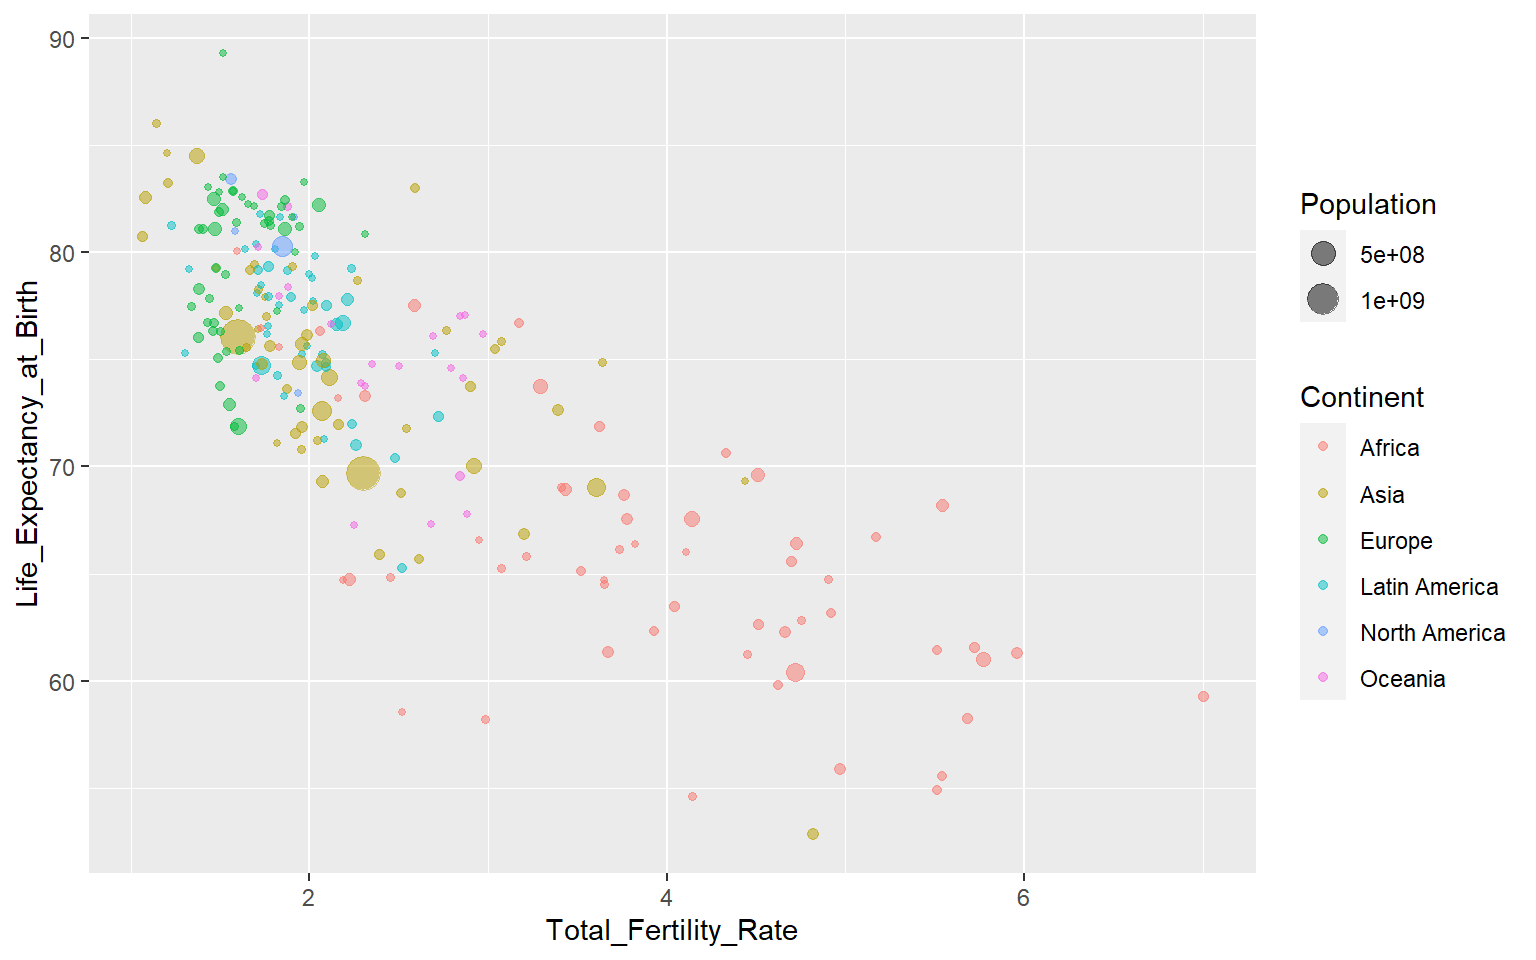 90
80
70
60
Life_Expectancy_at_Birth
2
4
6
Total_Fertility_Rate
Population
5e+08
1e+09
Continent
Africa
Asia
Europe
Latin America
North America
Oceania